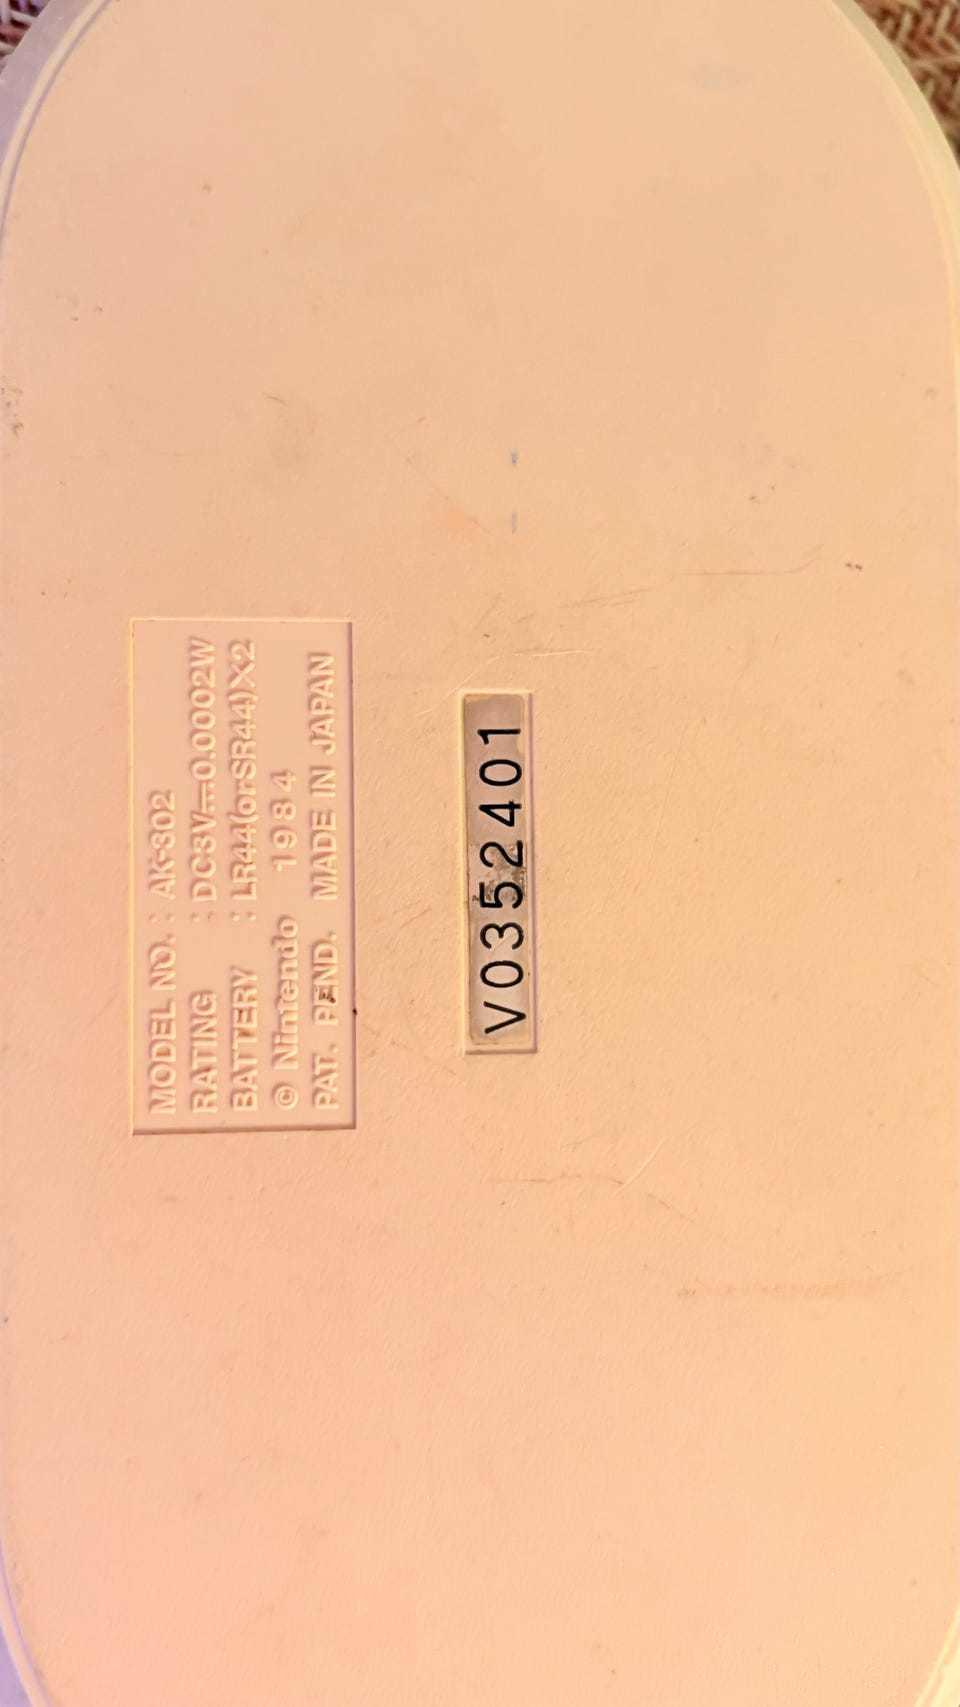 MODEL NO. : AK-302
RATING : DC3V⎓0.0002W
BATTERY : LR44(orSR44)X2
© Nintendo 1984
PAT. PEND. MADE IN JAPAN
V0352401